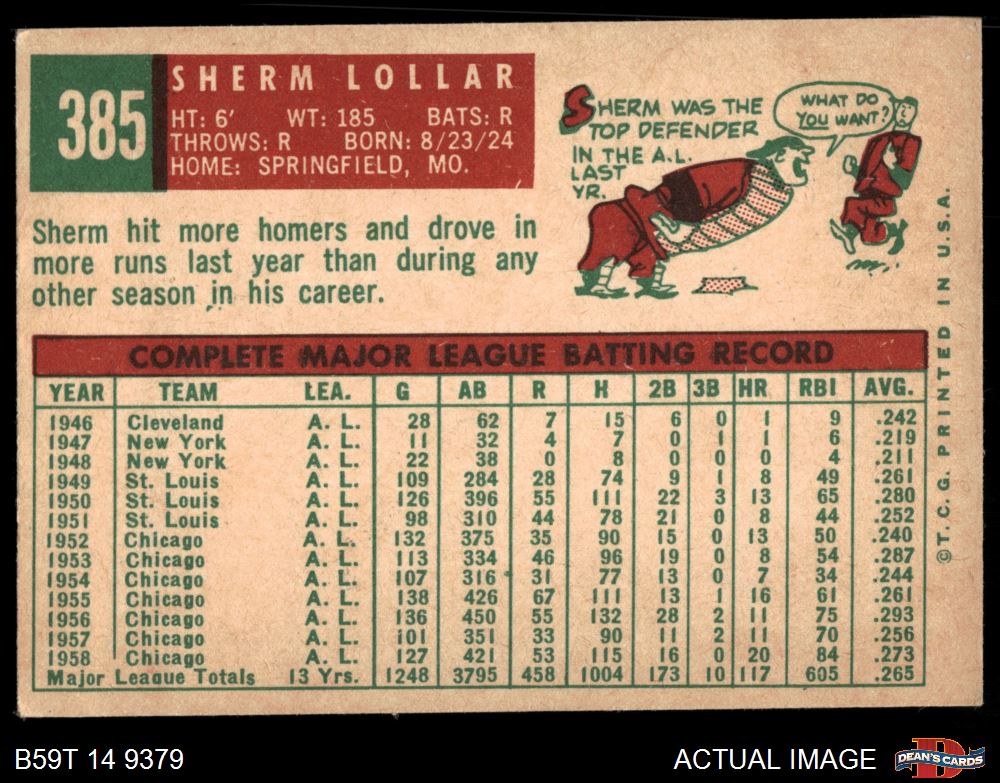 385
SHERM LOLLAR
HT: 6' WT: 185 BATS: R
THROWS: R BORN: 8/23/24
HOME: SPRINGFIELD, MO.
SHERM WAS THE
TOP DEFENDER
IN THE A.L.
LAST
YR.
WHAT DO
YOU WANT?
Sherm hit more homers and drove in
more runs last year than during any
other season in his career.
COMPLETE MAJOR LEAGUE BATTING RECORD
YEAR TEAM LEA. G AB R H 2B 3B HR RBI AVG.
1946 Cleveland A. L. 28 62 7 15 6 0 1 9 .242
1947 New York A. L. 11 32 4 7 0 1 1 6 .219
1948 New York A. L. 22 38 0 8 0 0 0 4 .211
1949 St. Louis A. L. 109 284 28 74 9 1 8 49 .261
1950 St. Louis A. L. 126 396 55 111 22 3 13 65 .280
1951 St. Louis A. L. 98 310 44 78 21 0 8 44 .252
1952 Chicago A. L. 132 375 35 90 15 0 13 50 .240
1953 Chicago A. L. 113 334 46 96 19 0 8 54 .287
1954 Chicago A. L. 107 316 31 77 13 0 7 34 .244
1955 Chicago A. L. 138 426 67 111 13 1 16 61 .261
1956 Chicago A. L. 136 450 55 132 28 2 11 75 .293
1957 Chicago A. L. 101 351 33 90 11 2 11 70 .256
1958 Chicago A. L. 127 421 53 115 16 0 20 84 .273
Major League Totals 13 Yrs. 1248 3795 458 1004 173 10 117 605 .265
©T. C. G. PRINTED IN U.S.A.
B59T 14 9379
ACTUAL IMAGE
D
DEAN'S CARDS